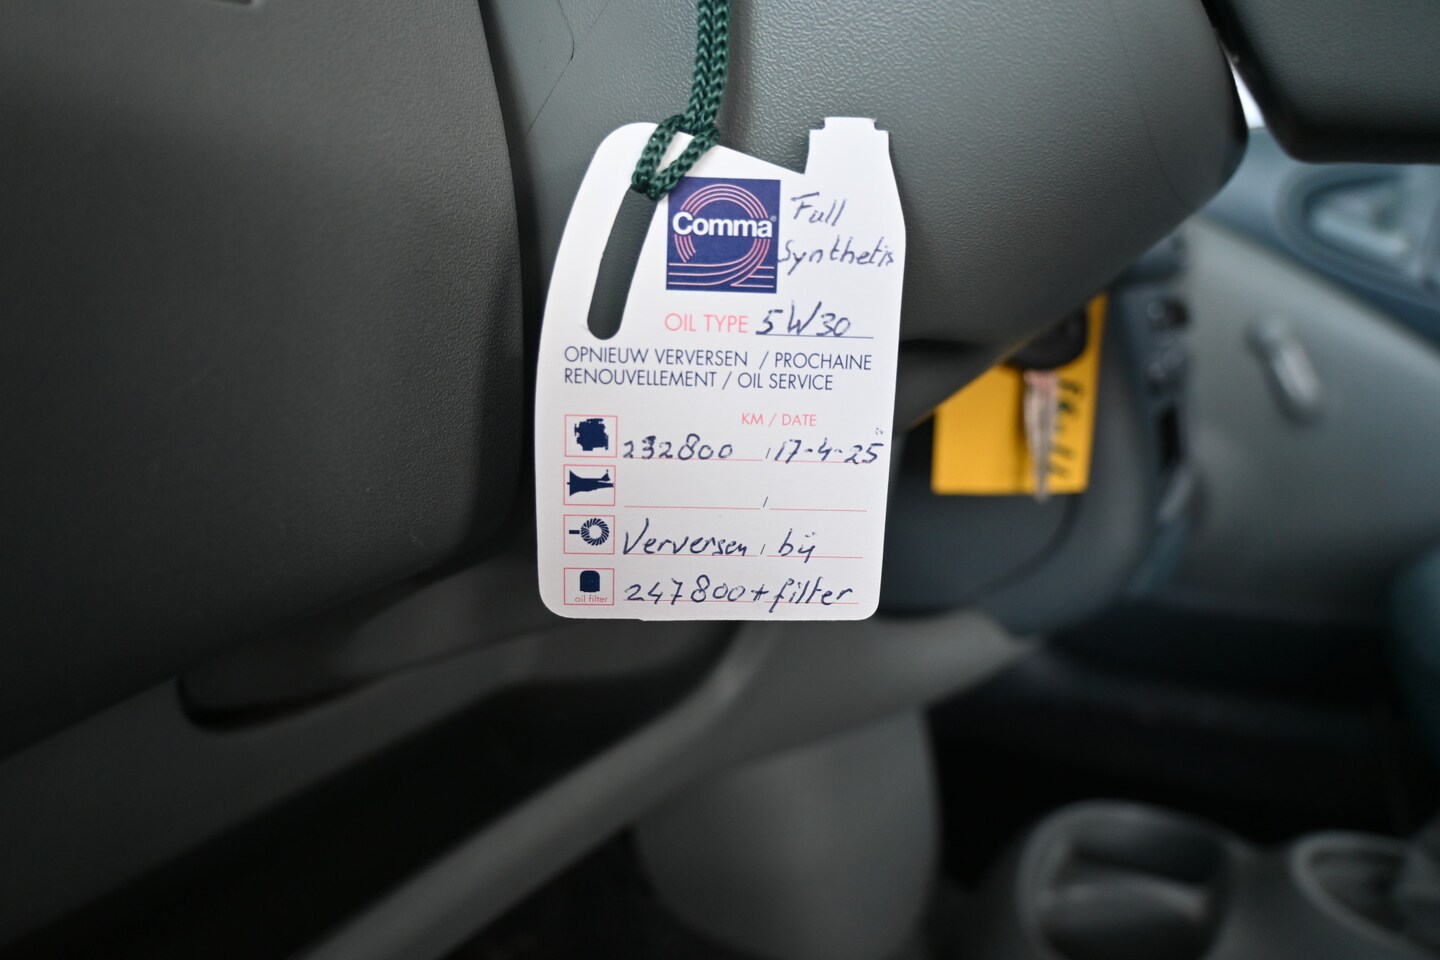 Comma®
Full
Synthetis
OIL TYPE 5W30
OPNIEUW VERVERSEN / PROCHAINE
RENOUVELLEMENT / OIL SERVICE
KM / DATE
232800 / 17-4-25
/
Verversen / bij
oil filter 247800 + filter